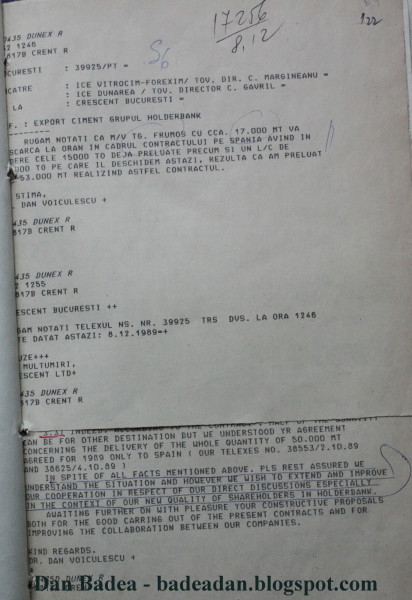 17256
8.12
122
0435 DUNEX R
2 1246
817B CRENT R
CURESTI : 39925/PT =
CATRE : ICE VITROCIM-FOREXIM/ TOV. DIR. C. MARGINEANU =
: ICE DUNAREA / TOV. DIRECTOR C. GAVRIL =
LA : CRESCENT BUCURESTI =
F. : EXPORT CIMENT GRUPUL HOLDERBANK
RUGAM NOTATI CA M/V TG. FRUMOS CU CCA. 17.000 MT VA
SCARCA LA ORAN IN CADRUL CONTRACTULUI PE SPANIA AVIND IN
DERE CELE 15000 TO DEJA PRELUATE PRECUM SI UN L/C DE
000 TO PE CARE IL DESCHIDEM ASTAZI, REZULTA CA AM PRELUAT
53.000 MT REALIZIND ASTFEL CONTRACTUL.
STIMA,
DAN VOICULESCU +
0435 DUNEX R
817B CRENT R
435 DUNEX R
2 1255
817B CRENT R
ESCENT BUCURESTI ++
GAM NOTATI TELEXUL NS. NR. 39925 TRS DVS. LA ORA 1246
TE DATAT ASTAZI: 8.12.1989=+
UZE+++
MULTUMIRI,
ESCENT LTD+
435 DUNEX R
17B CRENT R
CAN BE FOR OTHER DESTINATION BUT WE UNDERSTOOD YR AGREEMENT
CONCERNING THE DELIVERY OF THE WHOLE QUANTITY OF 50.000 MT
AGREED FOR 1989 ONLY TO SPAIN ( OUR TELEXES NO. 38553/2.10.89
AND 38625/4.10.89 )
IN SPITE OF ALL FACTS MENTIONED ABOVE. PLS REST ASSURED WE
UNDERSTAND THE SITUATION AND HOWEVER WE WISH TO EXTEND AND IMPROVE
OUR COOPERATION IN RESPECT OF OUR DIRECT DISCUSSIONS ESPECIALLY
IN THE CONTEXT OF OUR NEW QUALITY OF SHAREHOLDERS IN HOLDERBANK.
AWAITING FURTHER ON WITH PLEASURE YOUR CONSTRUCTIVE PROPOSALS
BOTH FOR THE GOOD CARRING OUT OF THE PRESENT CONTRACTS AND FOR
IMPROVING THE COLLABORATION BETWEEN OUR COMPANIES.
KIND REGARDS,
DR. DAN VOICULESCU +
DUNEX R
Dan Badea - badeadan.blogspot.com